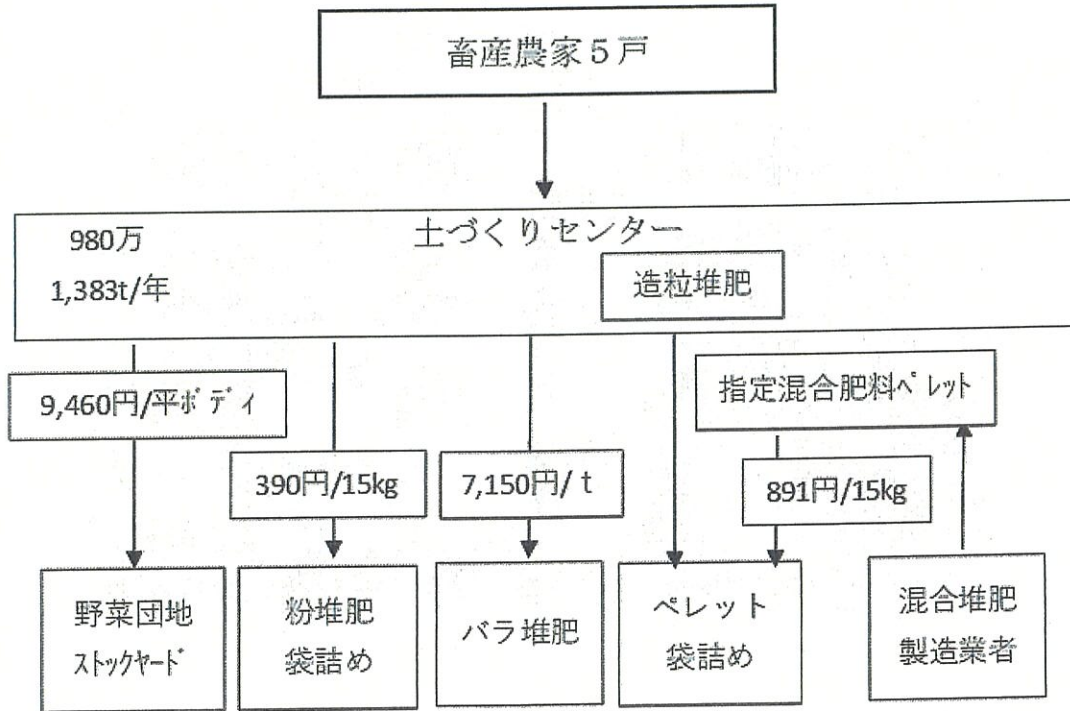 畜産農家５戸
土づくりセンター
980万
1,383t/年
造粒堆肥
9,460円/平ﾎﾞﾃﾞｨ
指定混合肥料ﾍﾟﾚｯﾄ
390円/15kg
7,150円/ｔ
891円/15kg
野菜団地
ｽﾄｯｸﾔｰﾄﾞ
粉堆肥
袋詰め
バラ堆肥
ペレット
袋詰め
混合堆肥
製造業者